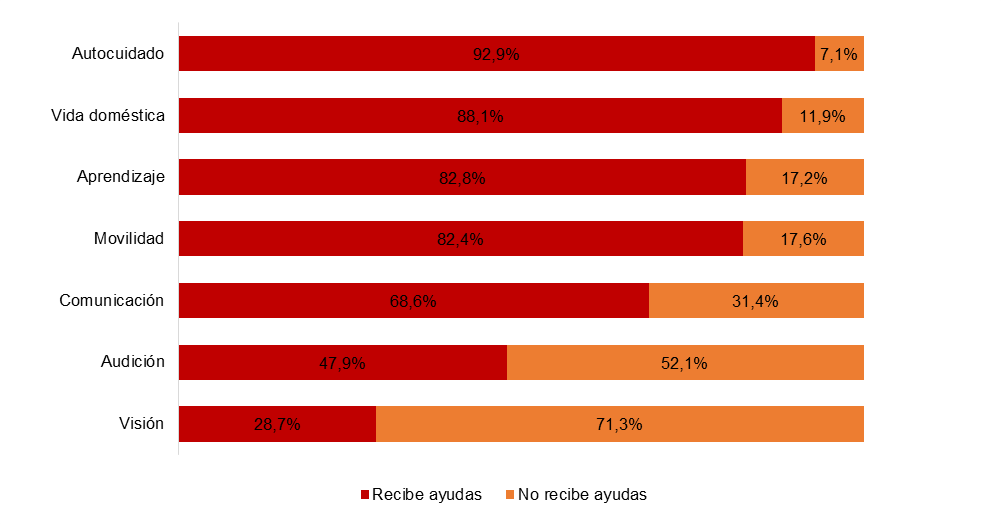 Autocuidado 92,9% 7,1%
Vida doméstica 88,1% 11,9%
Aprendizaje 82,8% 17,2%
Movilidad 82,4% 17,6%
Comunicación 68,6% 31,4%
Audición 47,9% 52,1%
Visión 28,7% 71,3%
Recibe ayudas No recibe ayudas